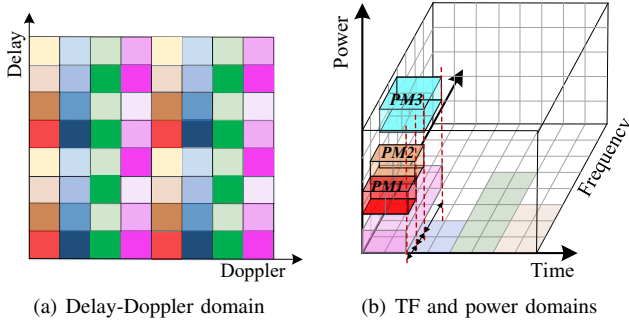 Delay
Doppler
(a) Delay-Doppler domain
Power
PM3
PM2
PM1
Frequency
Time
(b) TF and power domains